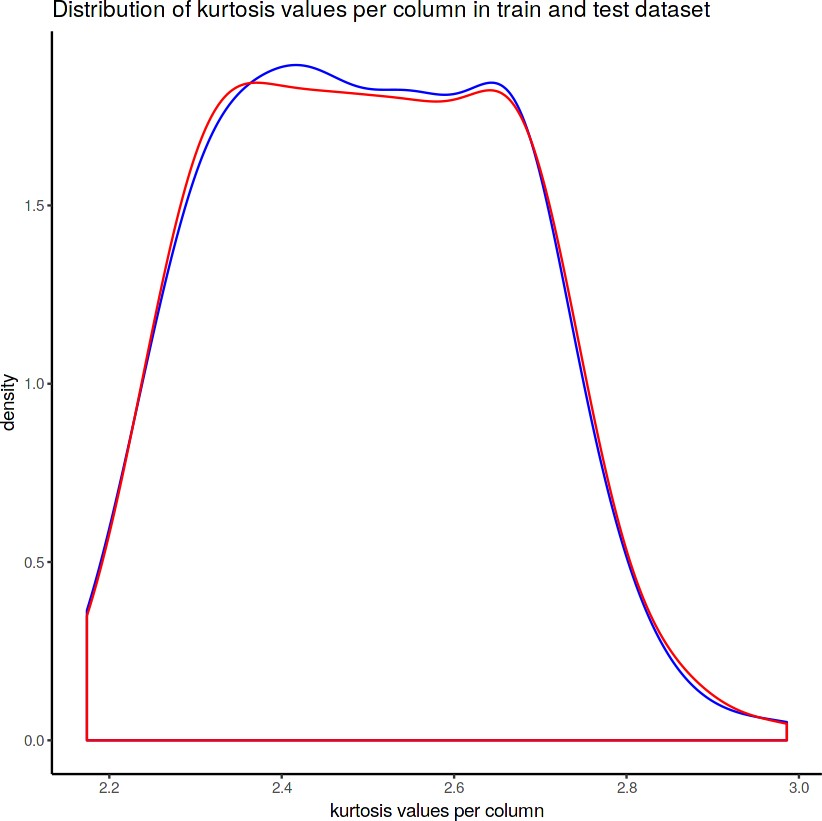 Distribution of kurtosis values per column in train and test dataset
density
1.5
1.0
0.5
0.0
2.2 2.4 2.6 2.8 3.0
kurtosis values per column